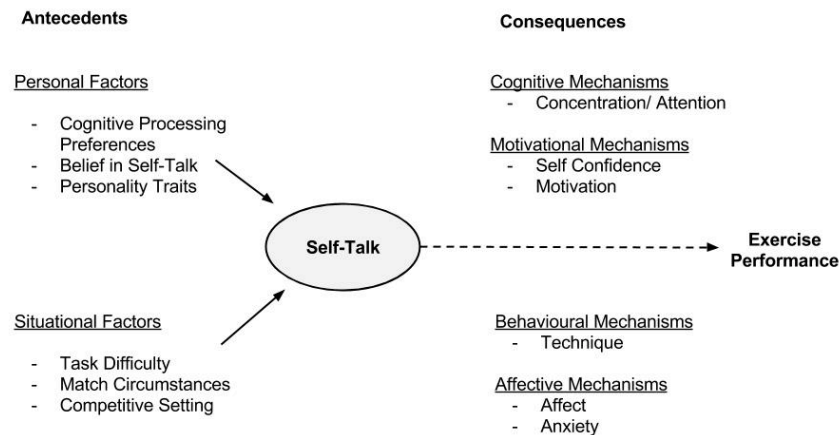 Antecedents
Consequences
Personal Factors
- Cognitive Processing
Preferences
- Belief in Self-Talk
- Personality Traits
Cognitive Mechanisms
- Concentration/ Attention
Motivational Mechanisms
- Self Confidence
- Motivation
Self-Talk
Exercise
Performance
Situational Factors
- Task Difficulty
- Match Circumstances
- Competitive Setting
Behavioural Mechanisms
- Technique
Affective Mechanisms
- Affect
- Anxiety